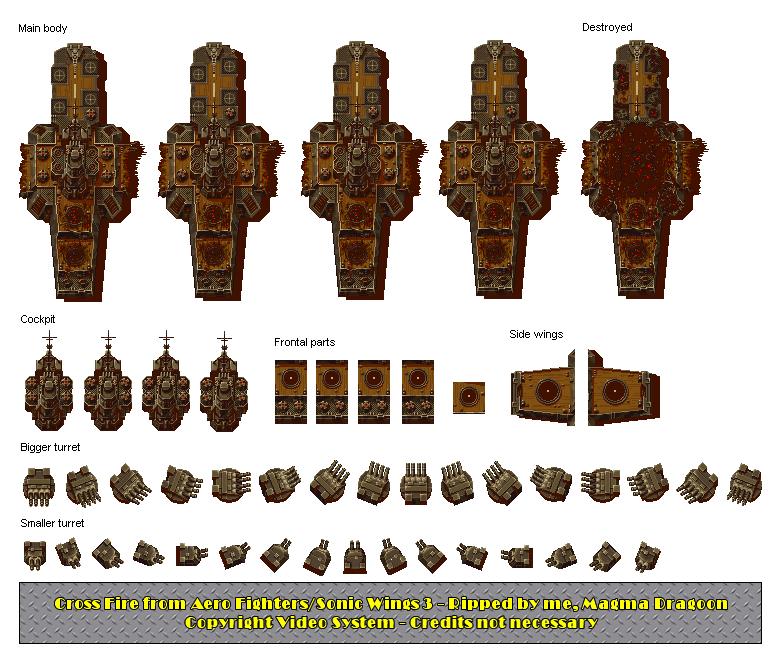 Main body
Destroyed
Cockpit
Frontal parts
Side wings
Bigger turret
Smaller turret
Cross Fire from Aero Fighters/Sonic Wings 3 - Ripped by me, Magma Dragoon
Copyright Video System - Credits not necessary